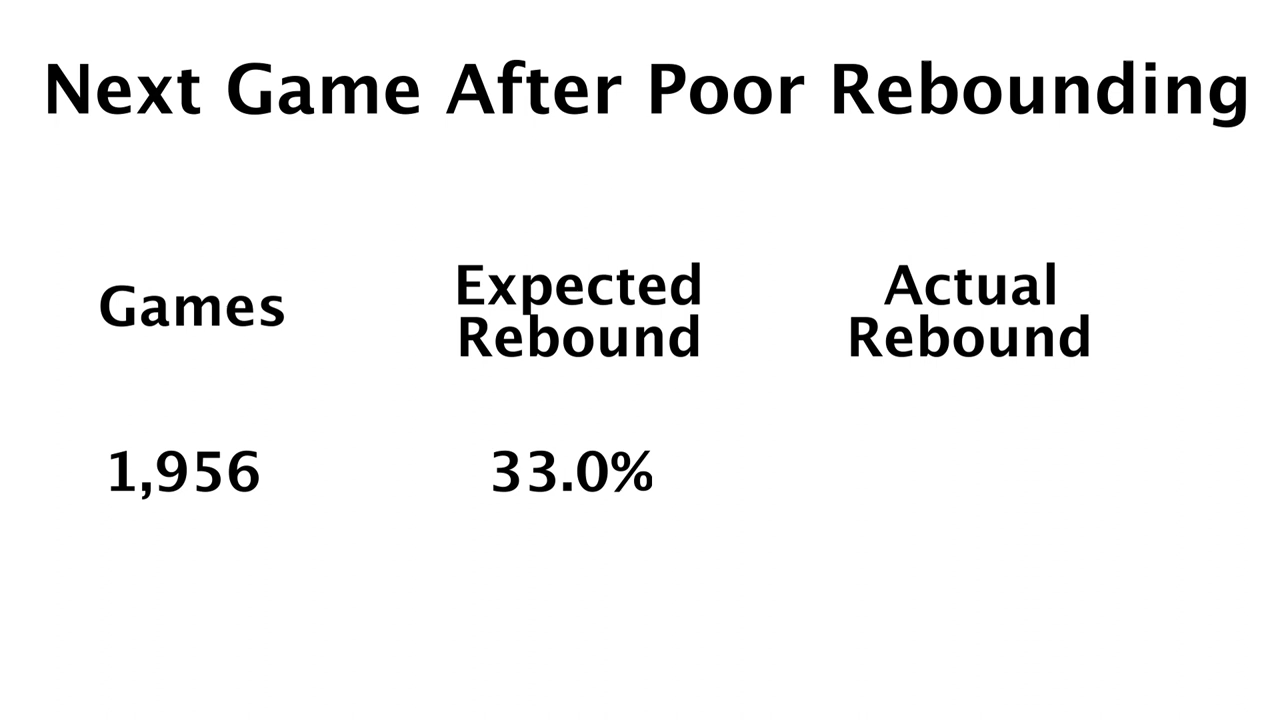 Next Game After Poor Rebounding
Games
Expected
Rebound
Actual
Rebound
1,956
33.0%